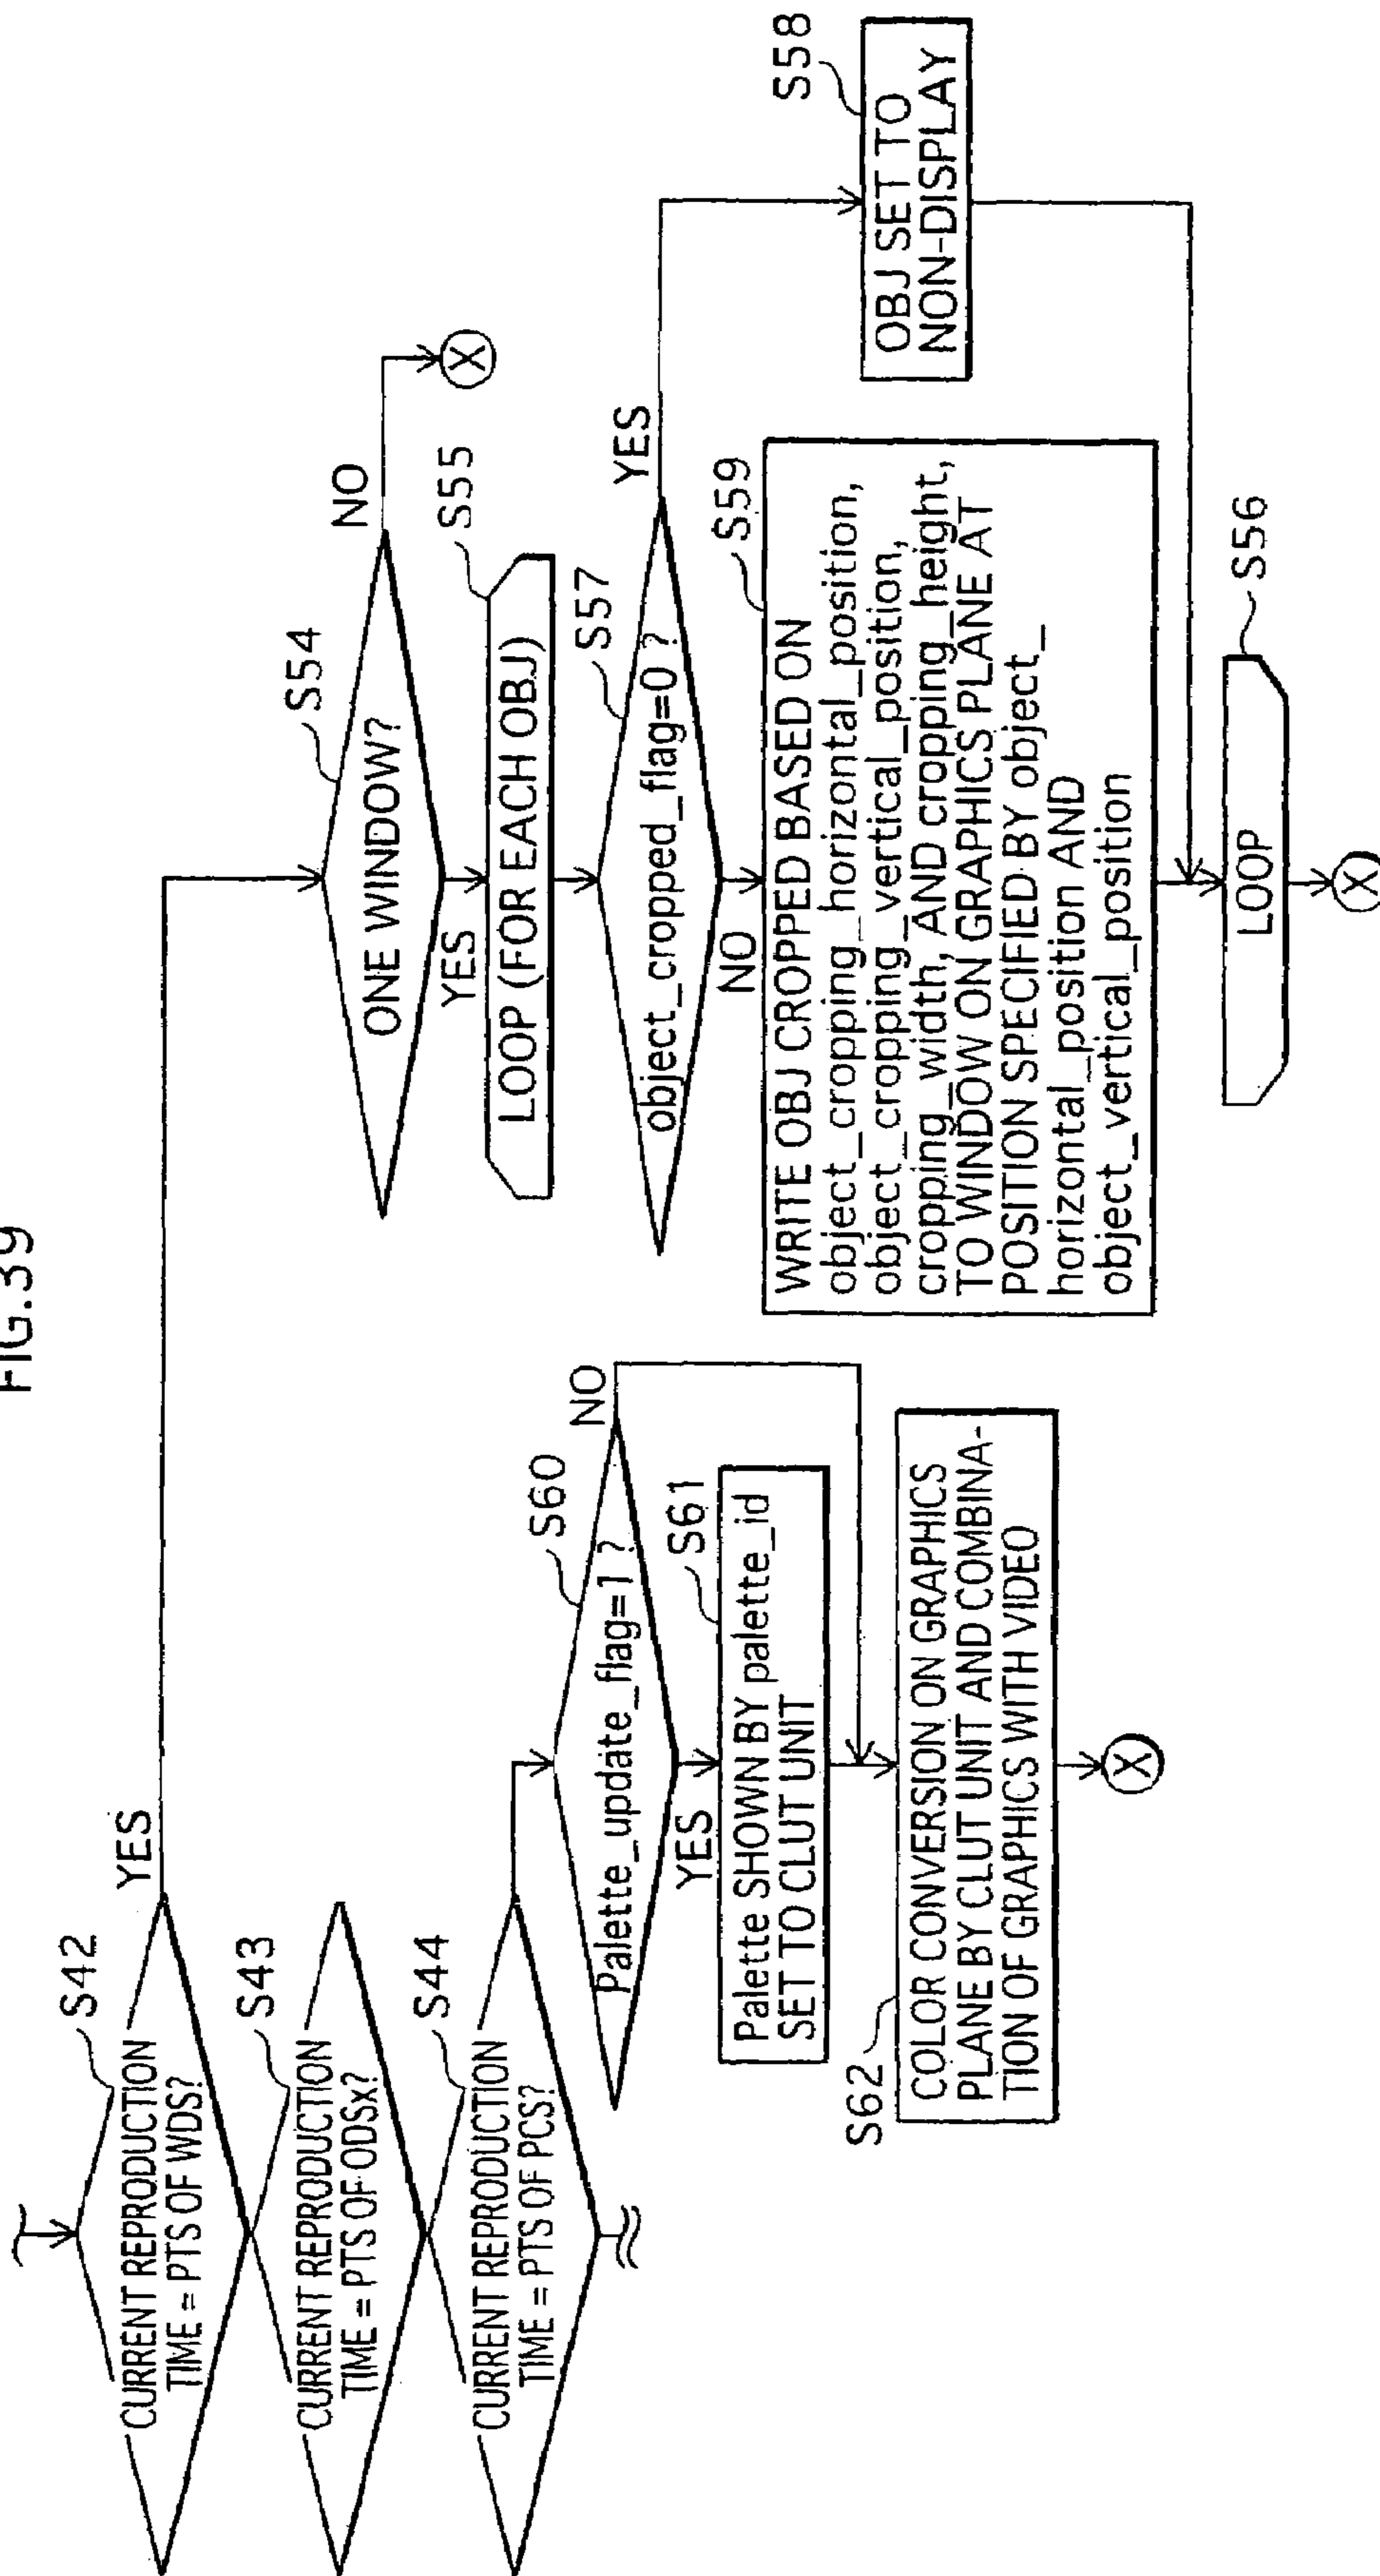 FIG.39
S42
CURRENT REPRODUCTION
TIME = PTS OF WDS?
YES
S43
CURRENT REPRODUCTION
TIME = PTS OF ODSx?
S44
CURRENT REPRODUCTION
TIME = PTS OF PCS?
S60
Palette_update_flag=1 ?
NO
YES
S61
Palette SHOWN BY palette_id
SET TO CLUT UNIT
S62
COLOR CONVERSION ON GRAPHICS
PLANE BY CLUT UNIT AND COMBINA-
TION OF GRAPHICS WITH VIDEO
X
S54
ONE WINDOW?
NO
X
YES
S55
LOOP (FOR EACH OBJ)
S57
object_cropped_flag=0 ?
YES
NO
S58
OBJ SET TO
NON-DISPLAY
S59
WRITE OBJ CROPPED BASED ON
object_cropping_horizontal_position,
object_cropping_vertical_position,
cropping_width, AND cropping_height,
TO WINDOW ON GRAPHICS PLANE AT
POSITION SPECIFIED BY object_
horizontal_position AND
object_vertical_position
S56
LOOP
X